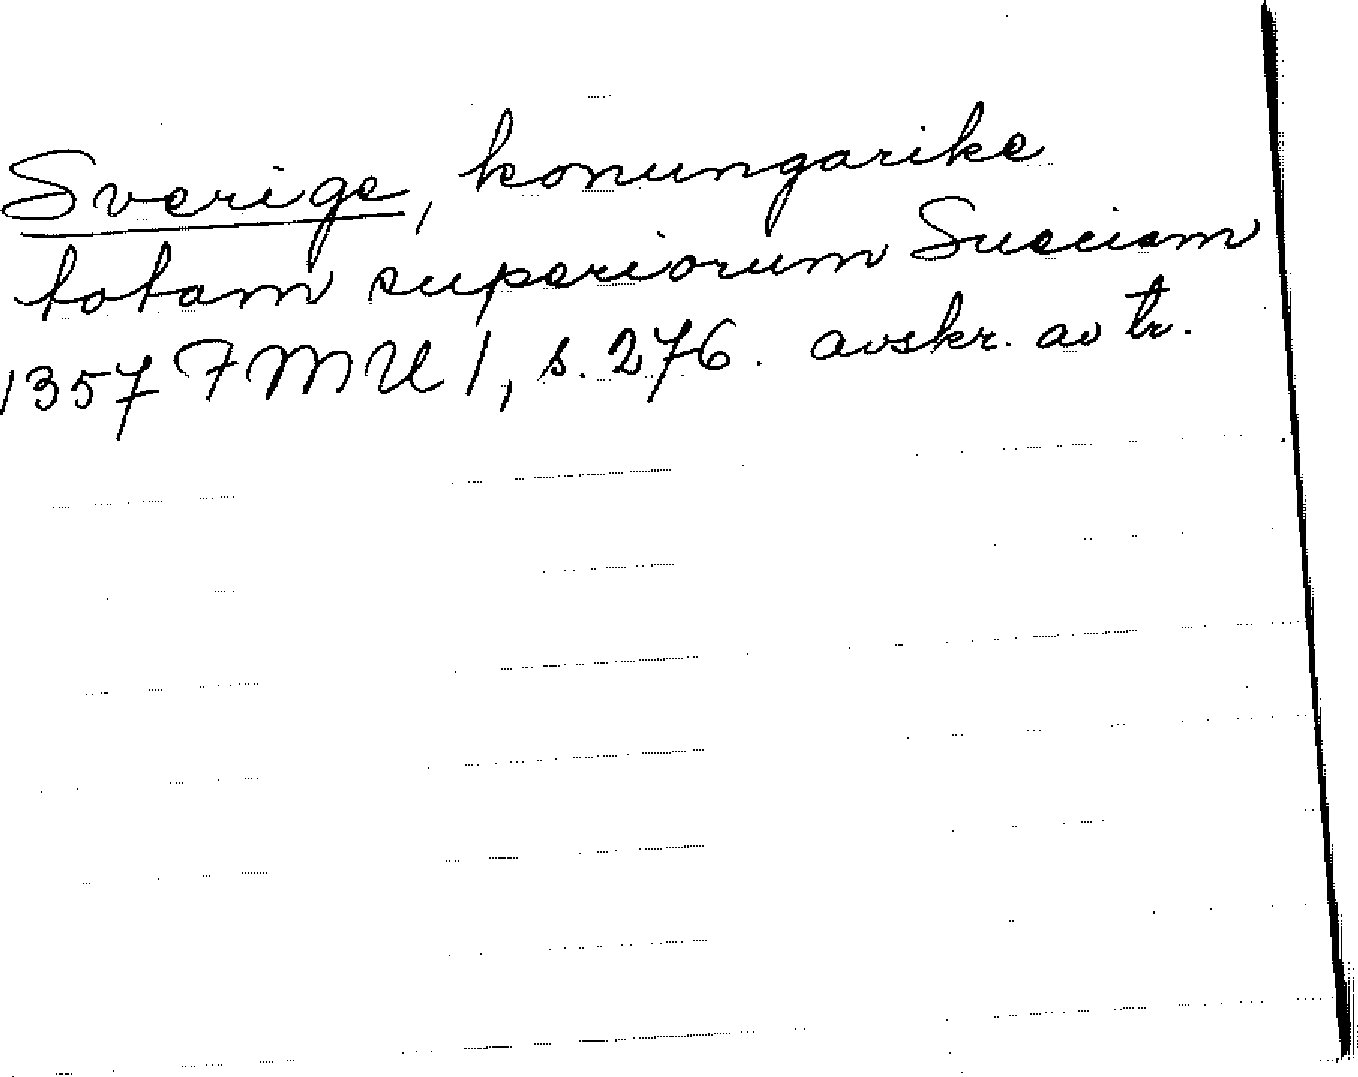 Sverige, konungarike
totam superiorum Sueciam
1357 FMU 1, s. 276. avskr. av tr.